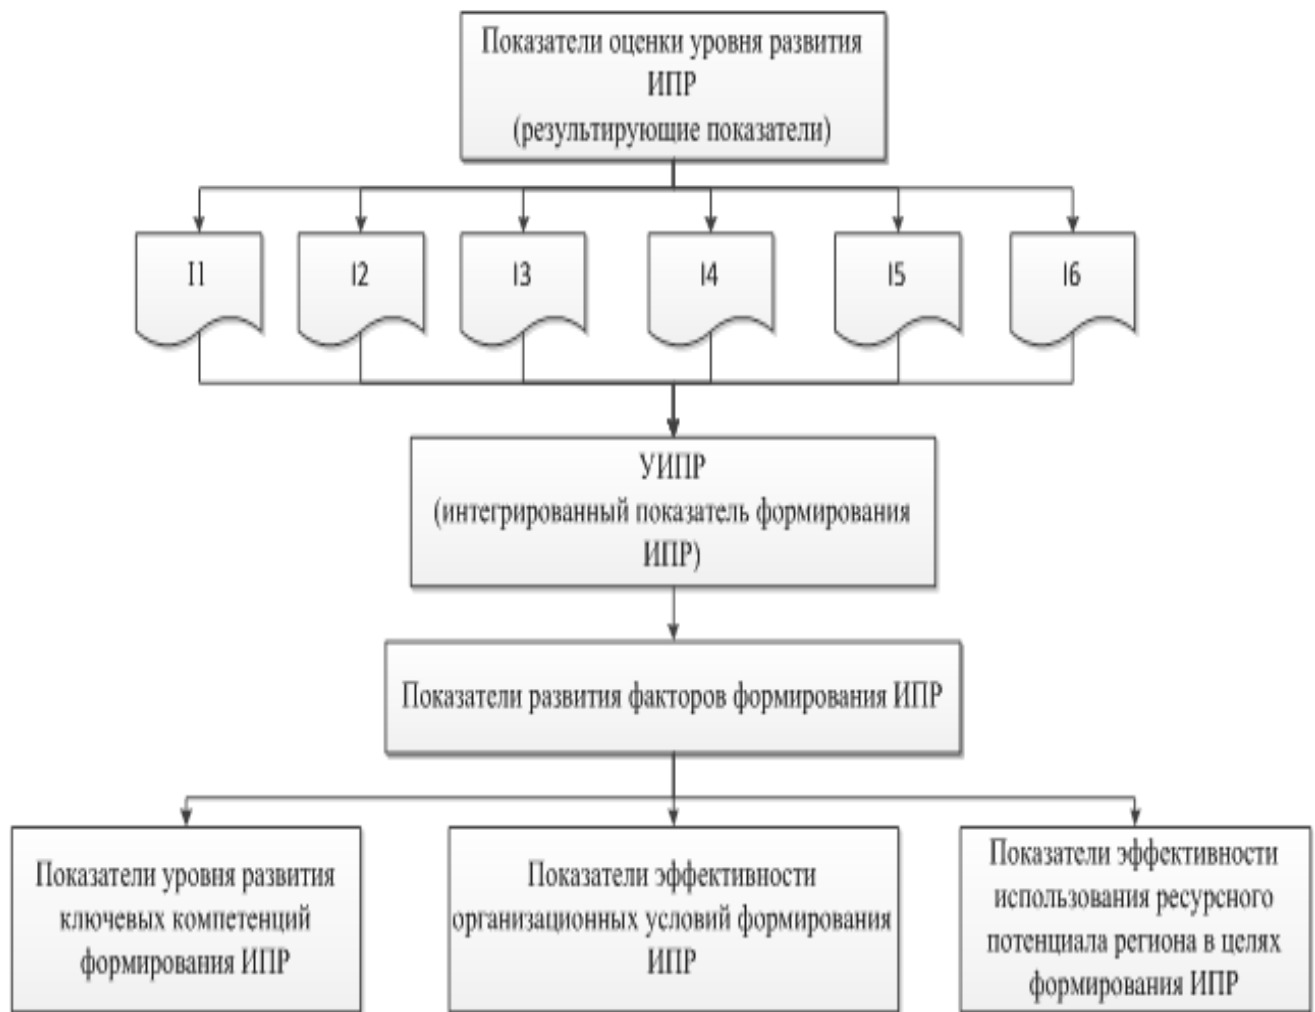 Показатели оценки уровня развития
ИПР
(результирующие показатели)
I1
I2
I3
I4
I5
I6
УИПР
(интегрированный показатель формирования
ИПР)
Показатели развития факторов формирования ИПР
Показатели уровня развития
ключевых компетенций
формирования ИПР
Показатели эффективности
организационных условий формирования
ИПР
Показатели эффективности
использования ресурсного
потенциала региона в целях
формирования ИПР